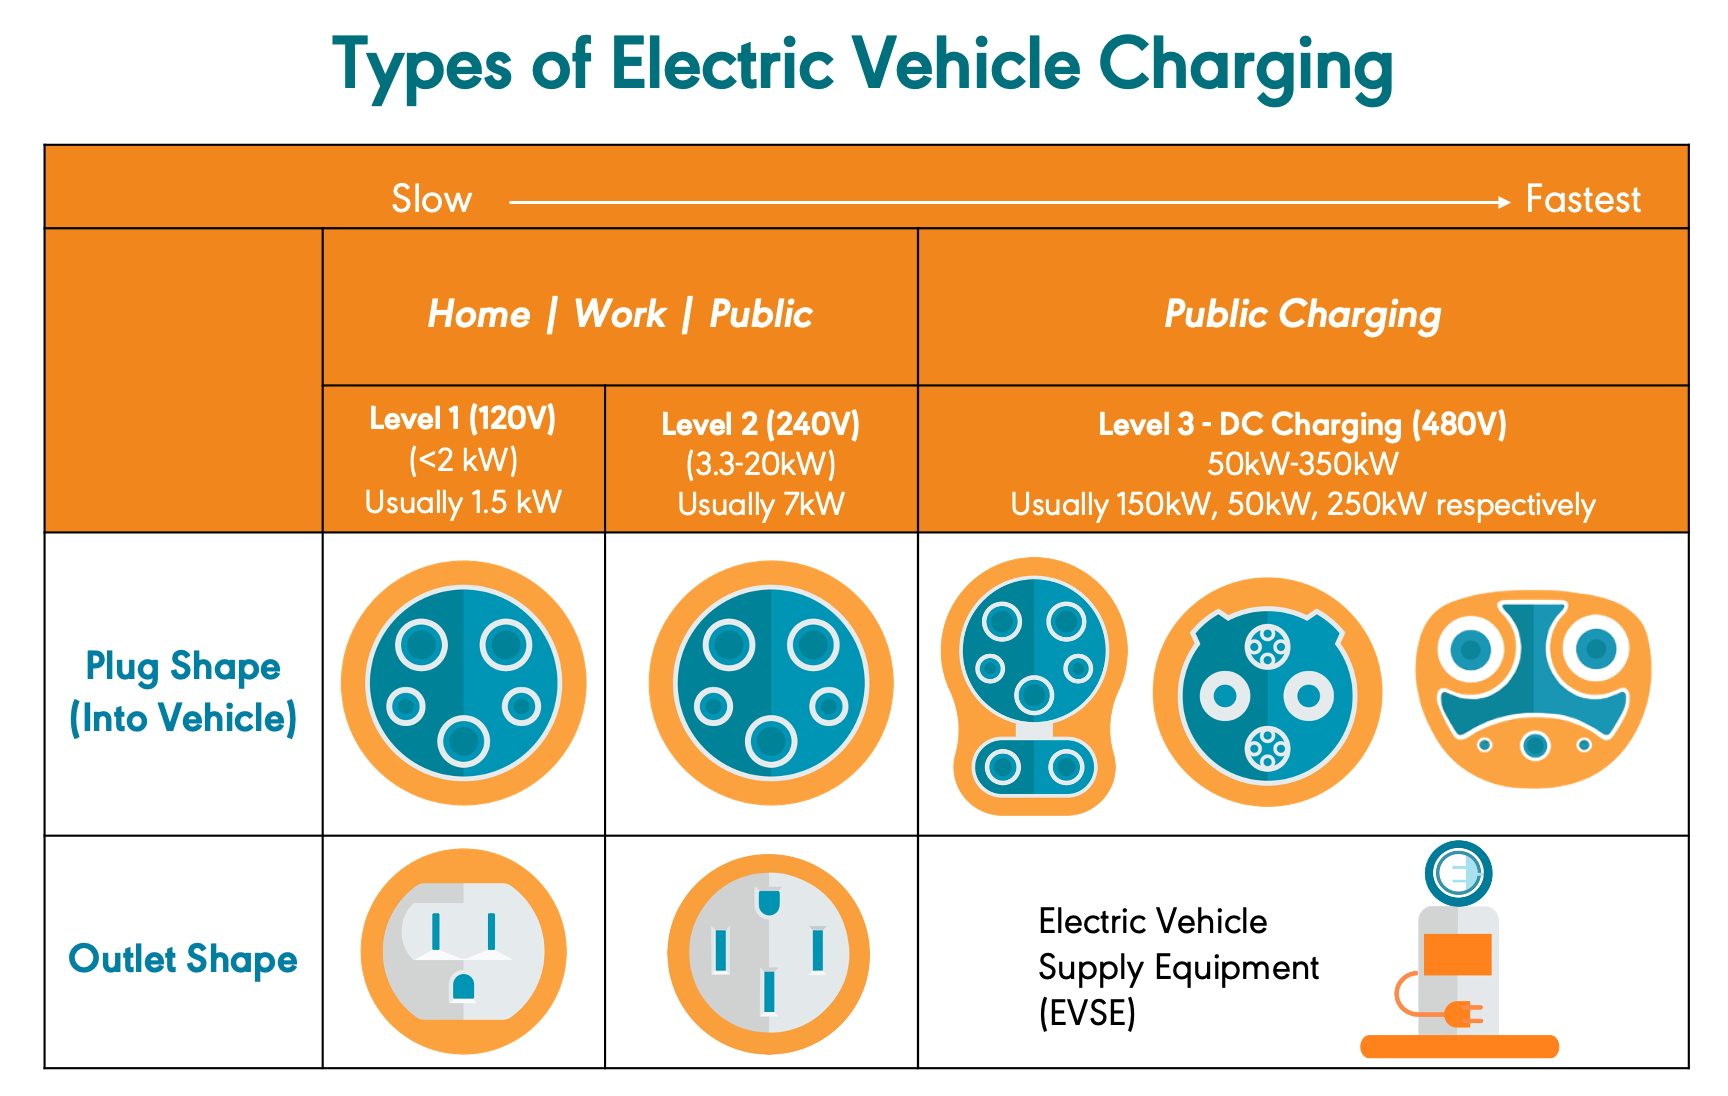 Types of Electric Vehicle Charging
Slow
Fastest
Home | Work | Public
Public Charging
Level 1 (120V)
(<2 kW)
Usually 1.5 kW
Level 2 (240V)
(3.3-20kW)
Usually 7kW
Level 3 - DC Charging (480V)
50kW-350kW
Usually 150kW, 50kW, 250kW respectively
Plug Shape
(Into Vehicle)
Outlet Shape
Electric Vehicle
Supply Equipment
(EVSE)